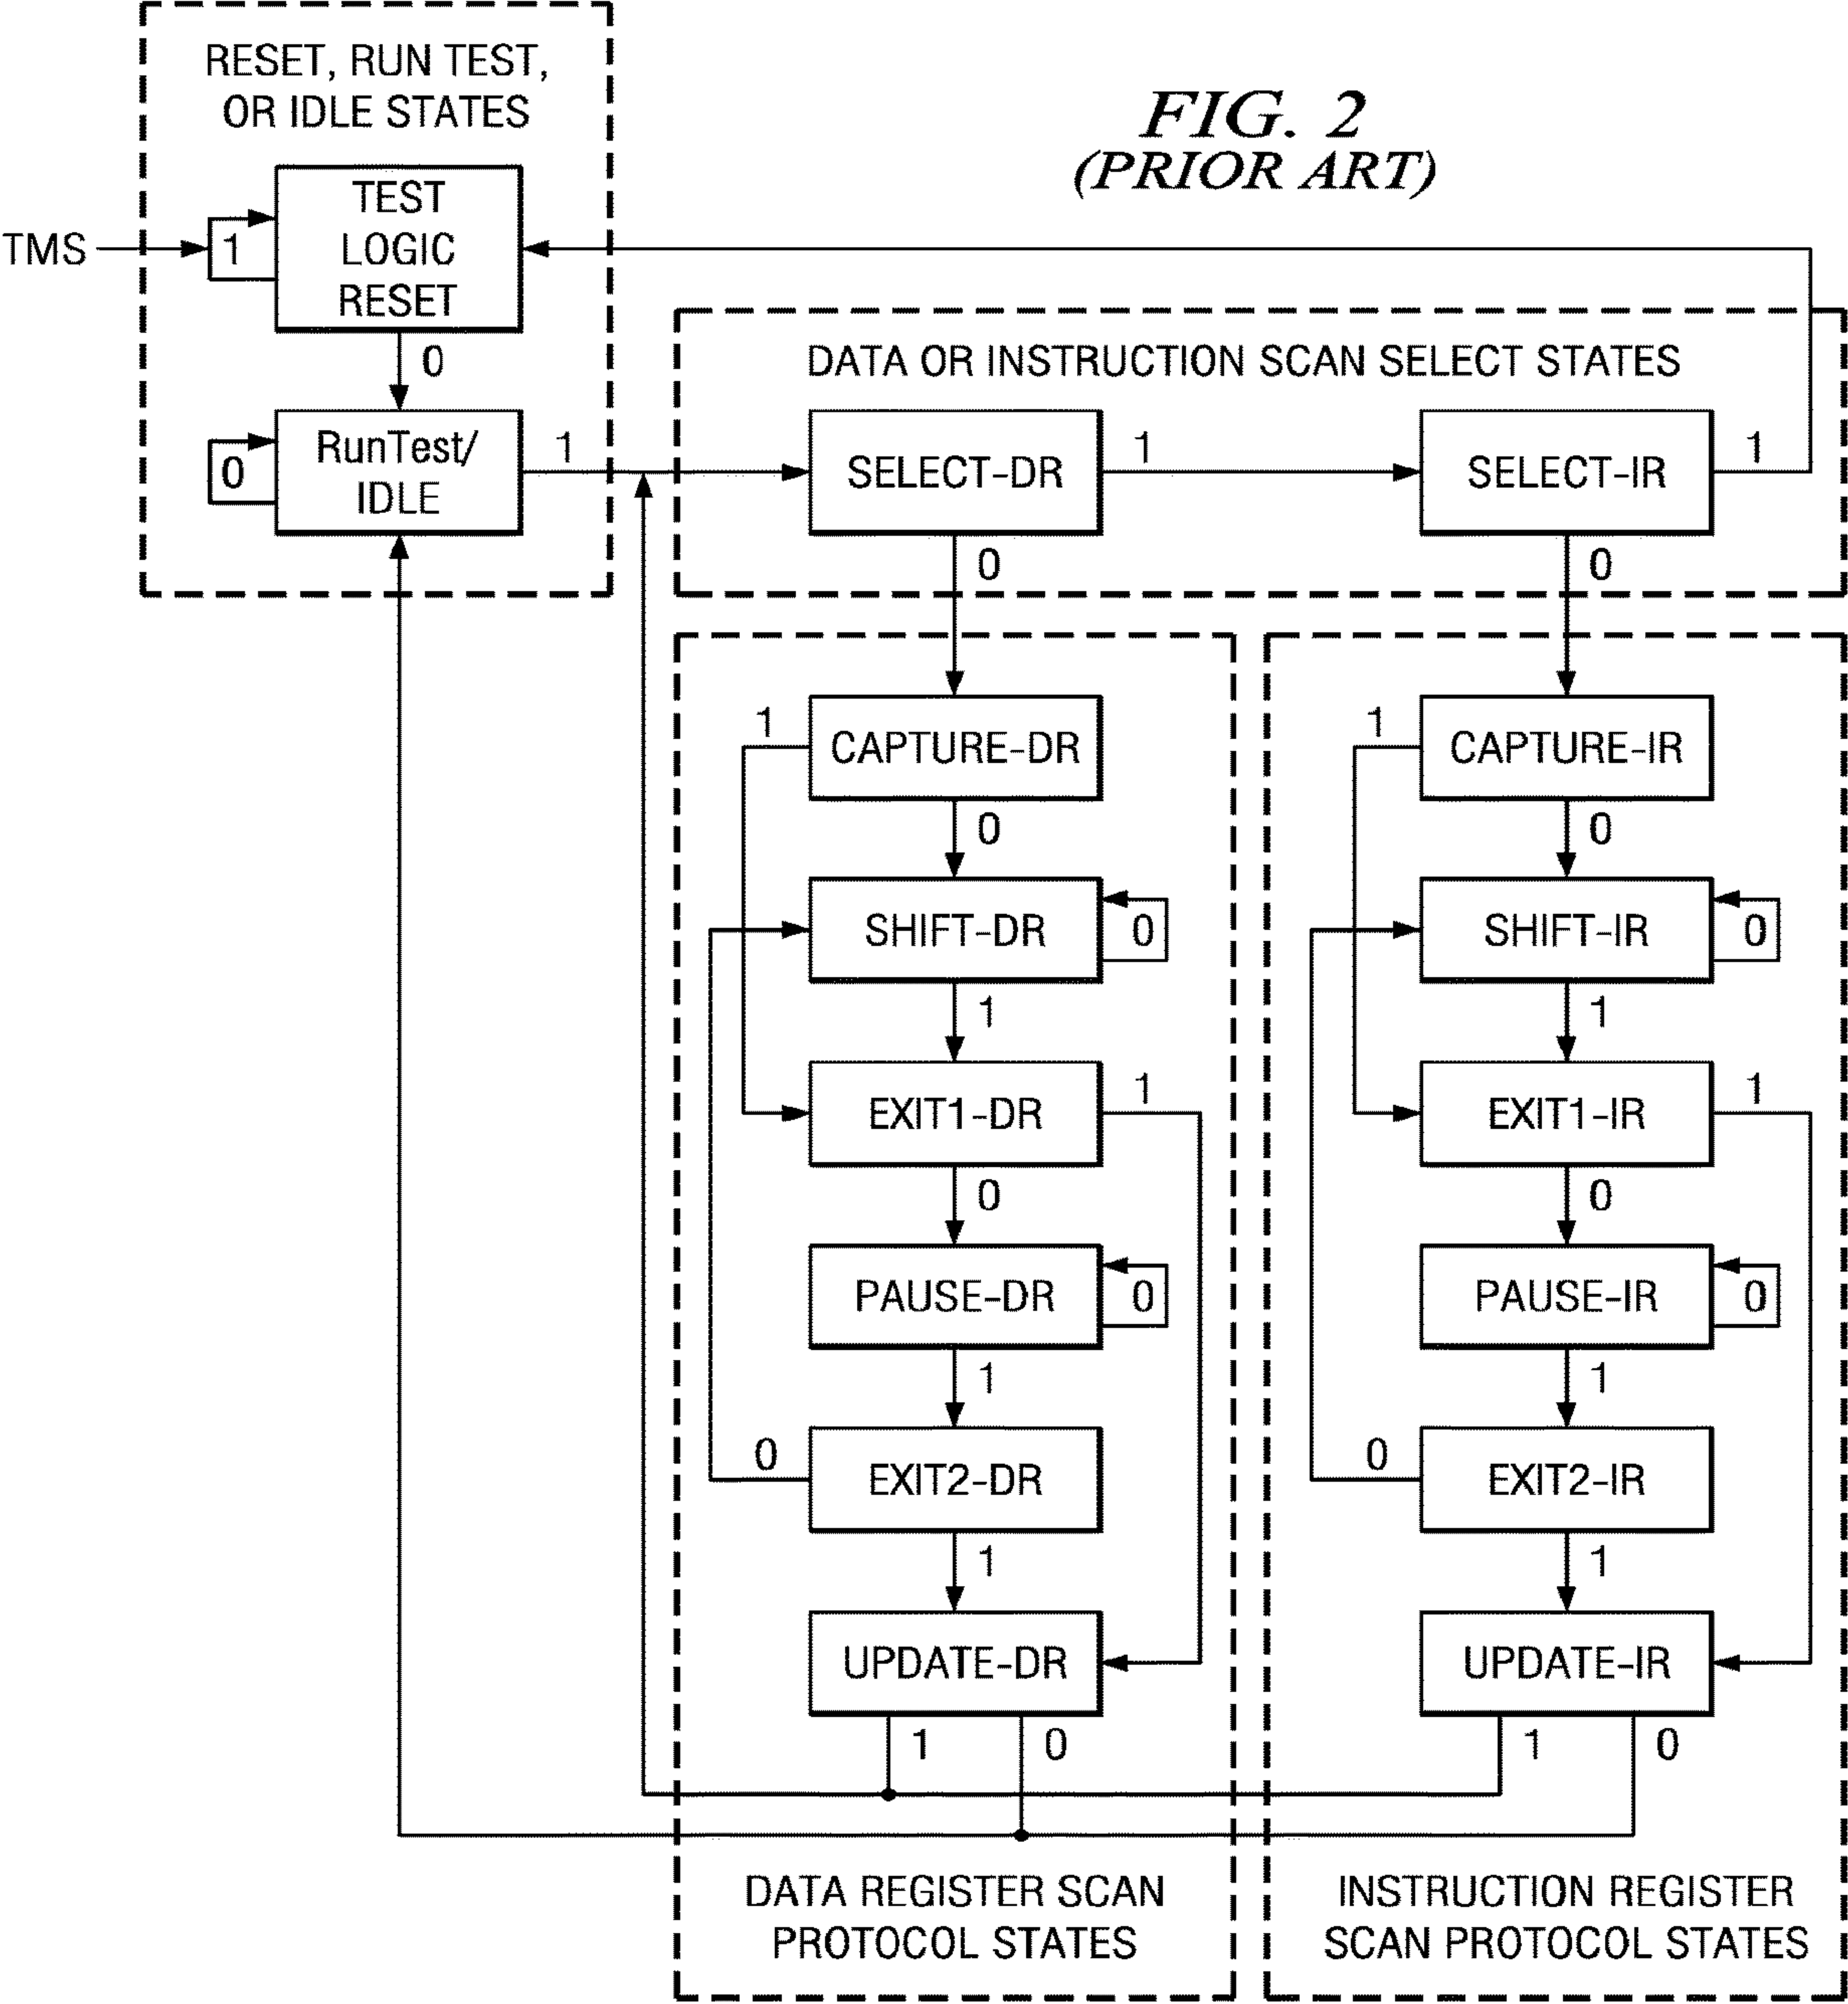 RESET, RUN TEST,
OR IDLE STATES
FIG. 2
(PRIOR ART)
TEST
LOGIC
RESET
TMS
1
0
DATA OR INSTRUCTION SCAN SELECT STATES
RunTest/
IDLE
0
1
SELECT-DR
1
SELECT-IR
1
0
0
1
CAPTURE-DR
0
SHIFT-DR
0
1
EXIT1-DR
1
0
PAUSE-DR
0
1
0
EXIT2-DR
1
UPDATE-DR
1
0
1
CAPTURE-IR
0
SHIFT-IR
0
1
EXIT1-IR
1
0
PAUSE-IR
0
1
0
EXIT2-IR
1
UPDATE-IR
1
0
DATA REGISTER SCAN
PROTOCOL STATES
INSTRUCTION REGISTER
SCAN PROTOCOL STATES